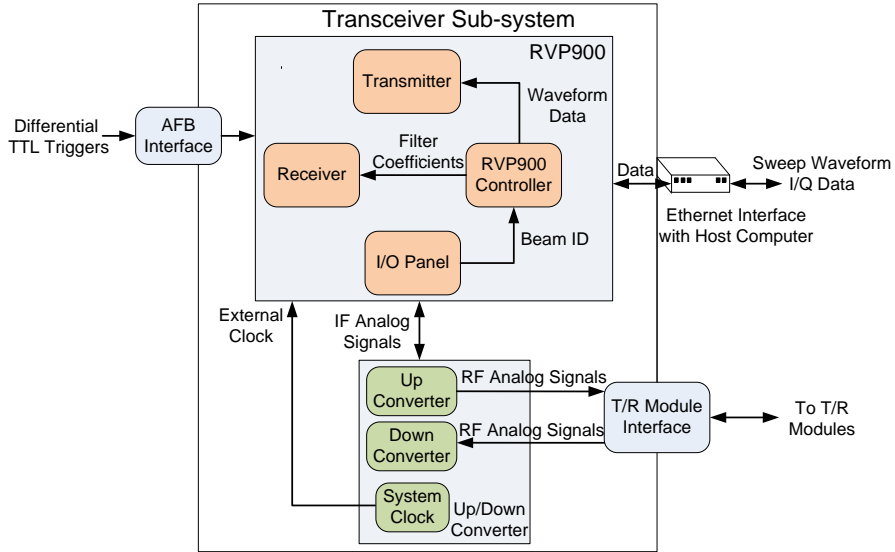 Transceiver Sub-system
RVP900
Transmitter
Waveform
Data
Differential
TTL Triggers
AFB
Interface
Filter
Coefficients
Receiver
RVP900
Controller
Data
Sweep Waveform
I/Q Data
Ethernet Interface
with Host Computer
Beam ID
I/O Panel
External
Clock
IF Analog
Signals
Up
Converter
RF Analog Signals
T/R Module
Interface
To T/R
Modules
Down
Converter
RF Analog Signals
System
Clock
Up/Down
Converter